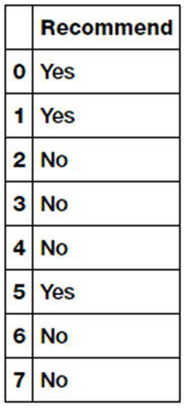 Recommend
0 Yes
1 Yes
2 No
3 No
4 No
5 Yes
6 No
7 No